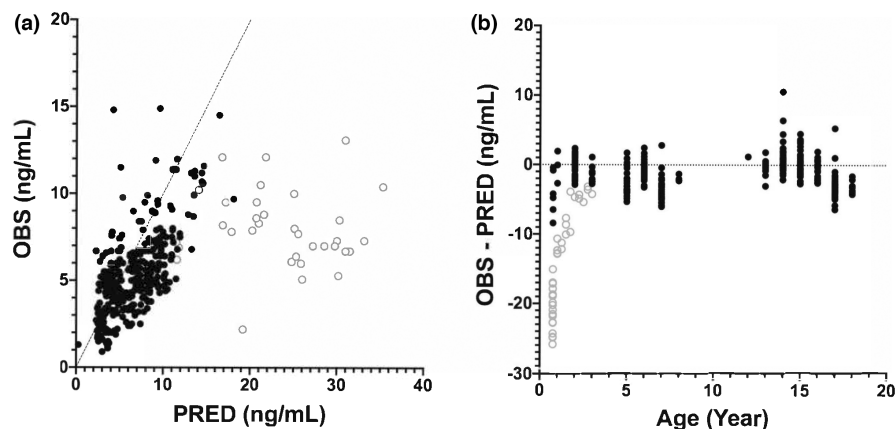 (a)
20
15
10
5
0
OBS (ng/mL)
0 10 20 30 40
PRED (ng/mL)
(b)
20
10
0
-10
-20
-30
OBS - PRED (ng/mL)
0 5 10 15 20
Age (Year)